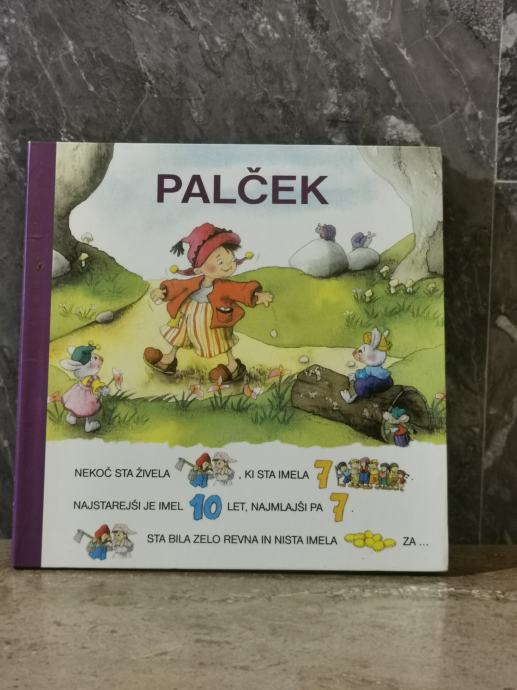 PALČEK
NEKOČ STA ŽIVELA , KI STA IMELA 7 .
NAJSTAREJŠI JE IMEL 10 LET, NAJMLAJŠI PA 7.
STA BILA ZELO REVNA IN NISTA IMELA ZA ...